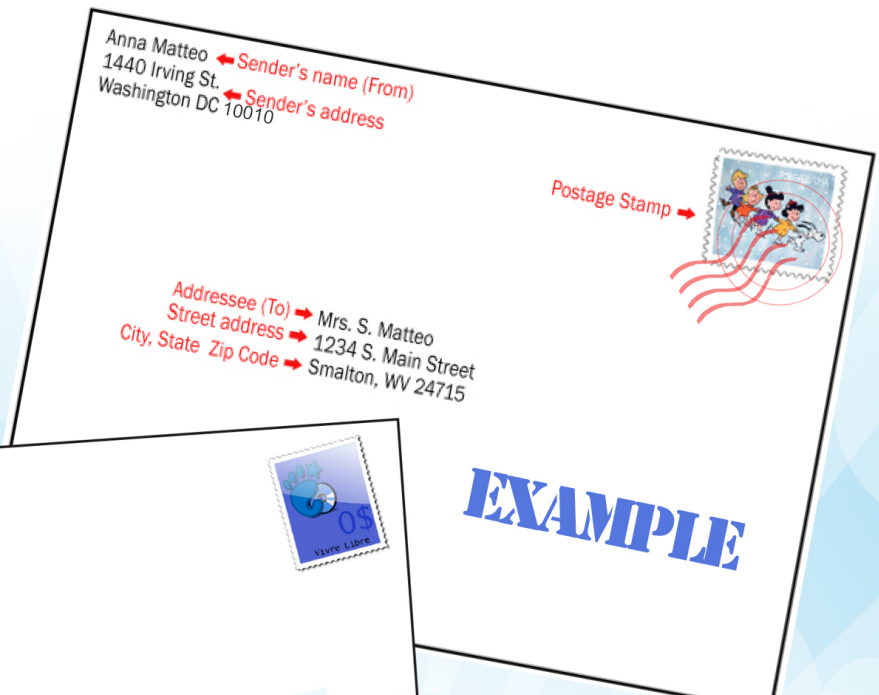 Anna Matteo
Sender's name (From)
1440 Irving St.
Sender's address
Washington DC 10010
Postage Stamp
Addressee (To)
Mrs. S. Matteo
Street address
1234 S. Main Street
City, State Zip Code
Smalton, WV 24715
EXAMPLE
0$
Vivre Libre